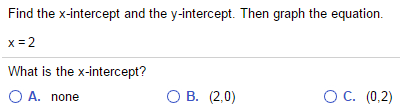 Find the x-intercept and the y-intercept. Then graph the equation.
x = 2
What is the x-intercept?
A. none B. (2,0) C. (0,2)